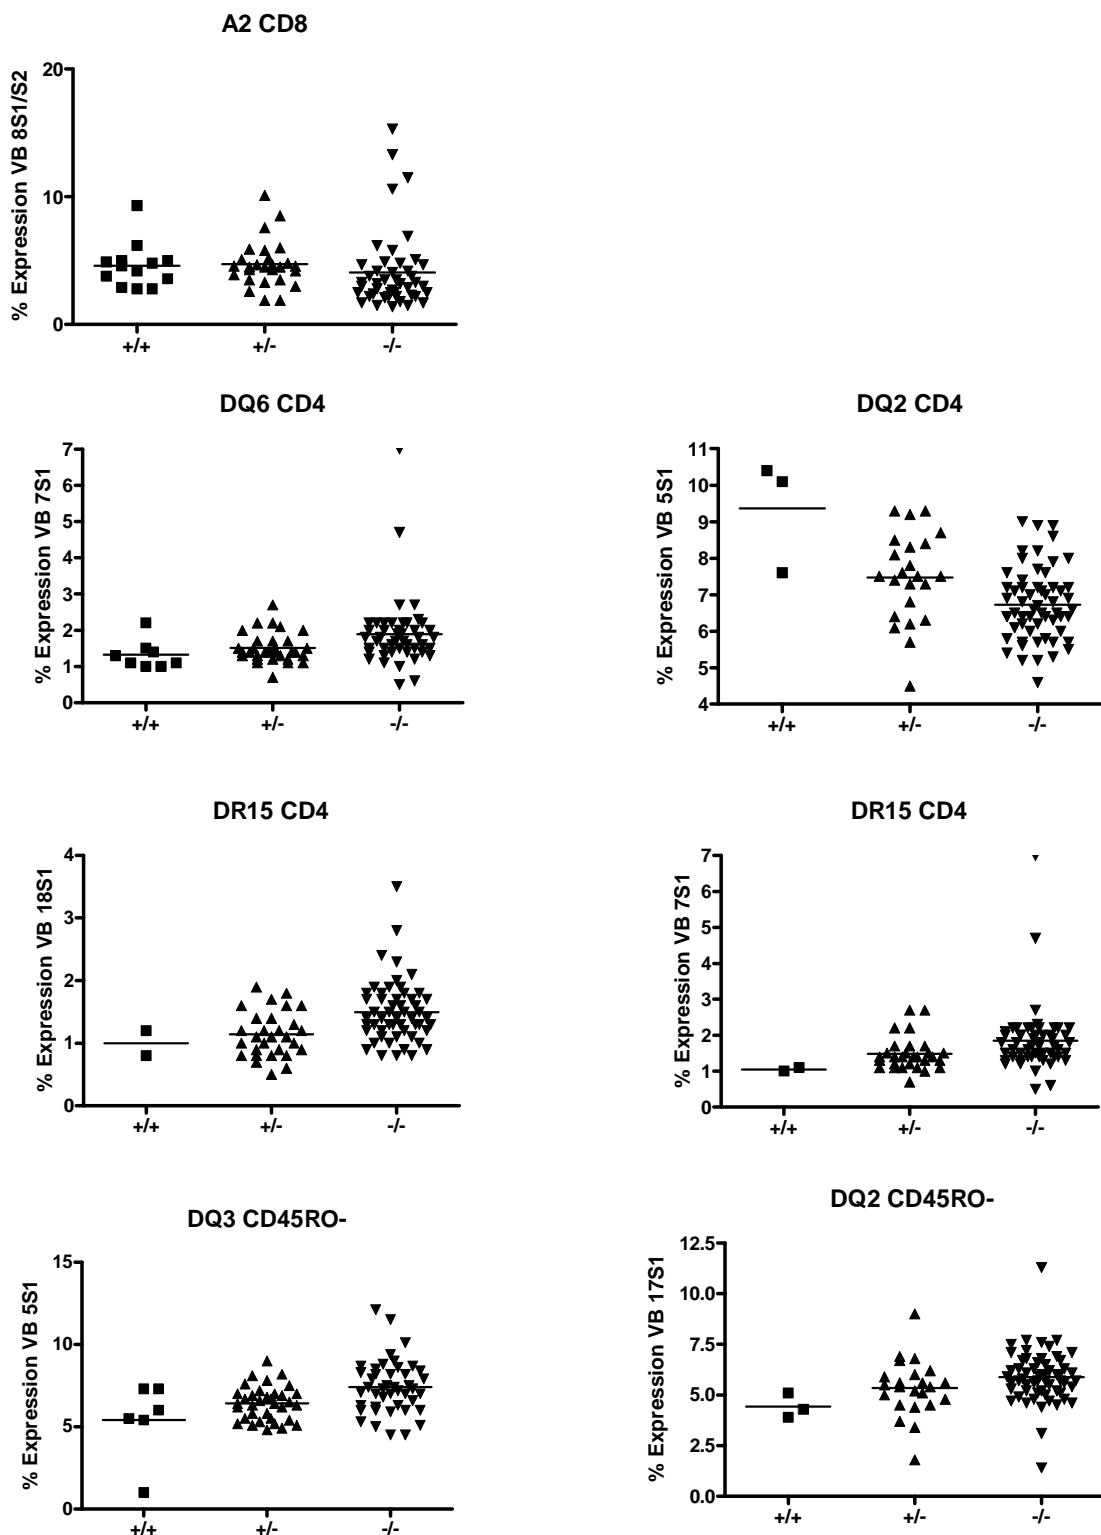 A2 CD8
% Expression VB 8S1/S2
20
10
0
+/+ +/- -/-
DQ6 CD4
% Expression VB 7S1
7
6
5
4
3
2
1
0
+/+ +/- -/-
DQ2 CD4
% Expression VB 5S1
11
10
9
8
7
6
5
4
+/+ +/- -/-
DR15 CD4
% Expression VB 18S1
4
3
2
1
0
+/+ +/- -/-
DR15 CD4
% Expression VB 7S1
7
6
5
4
3
2
1
0
+/+ +/- -/-
DQ3 CD45RO-
% Expression VB 5S1
15
10
5
0
+/+ +/- -/-
DQ2 CD45RO-
% Expression VB 17S1
12.5
10.0
7.5
5.0
2.5
0.0
+/+ +/- -/-